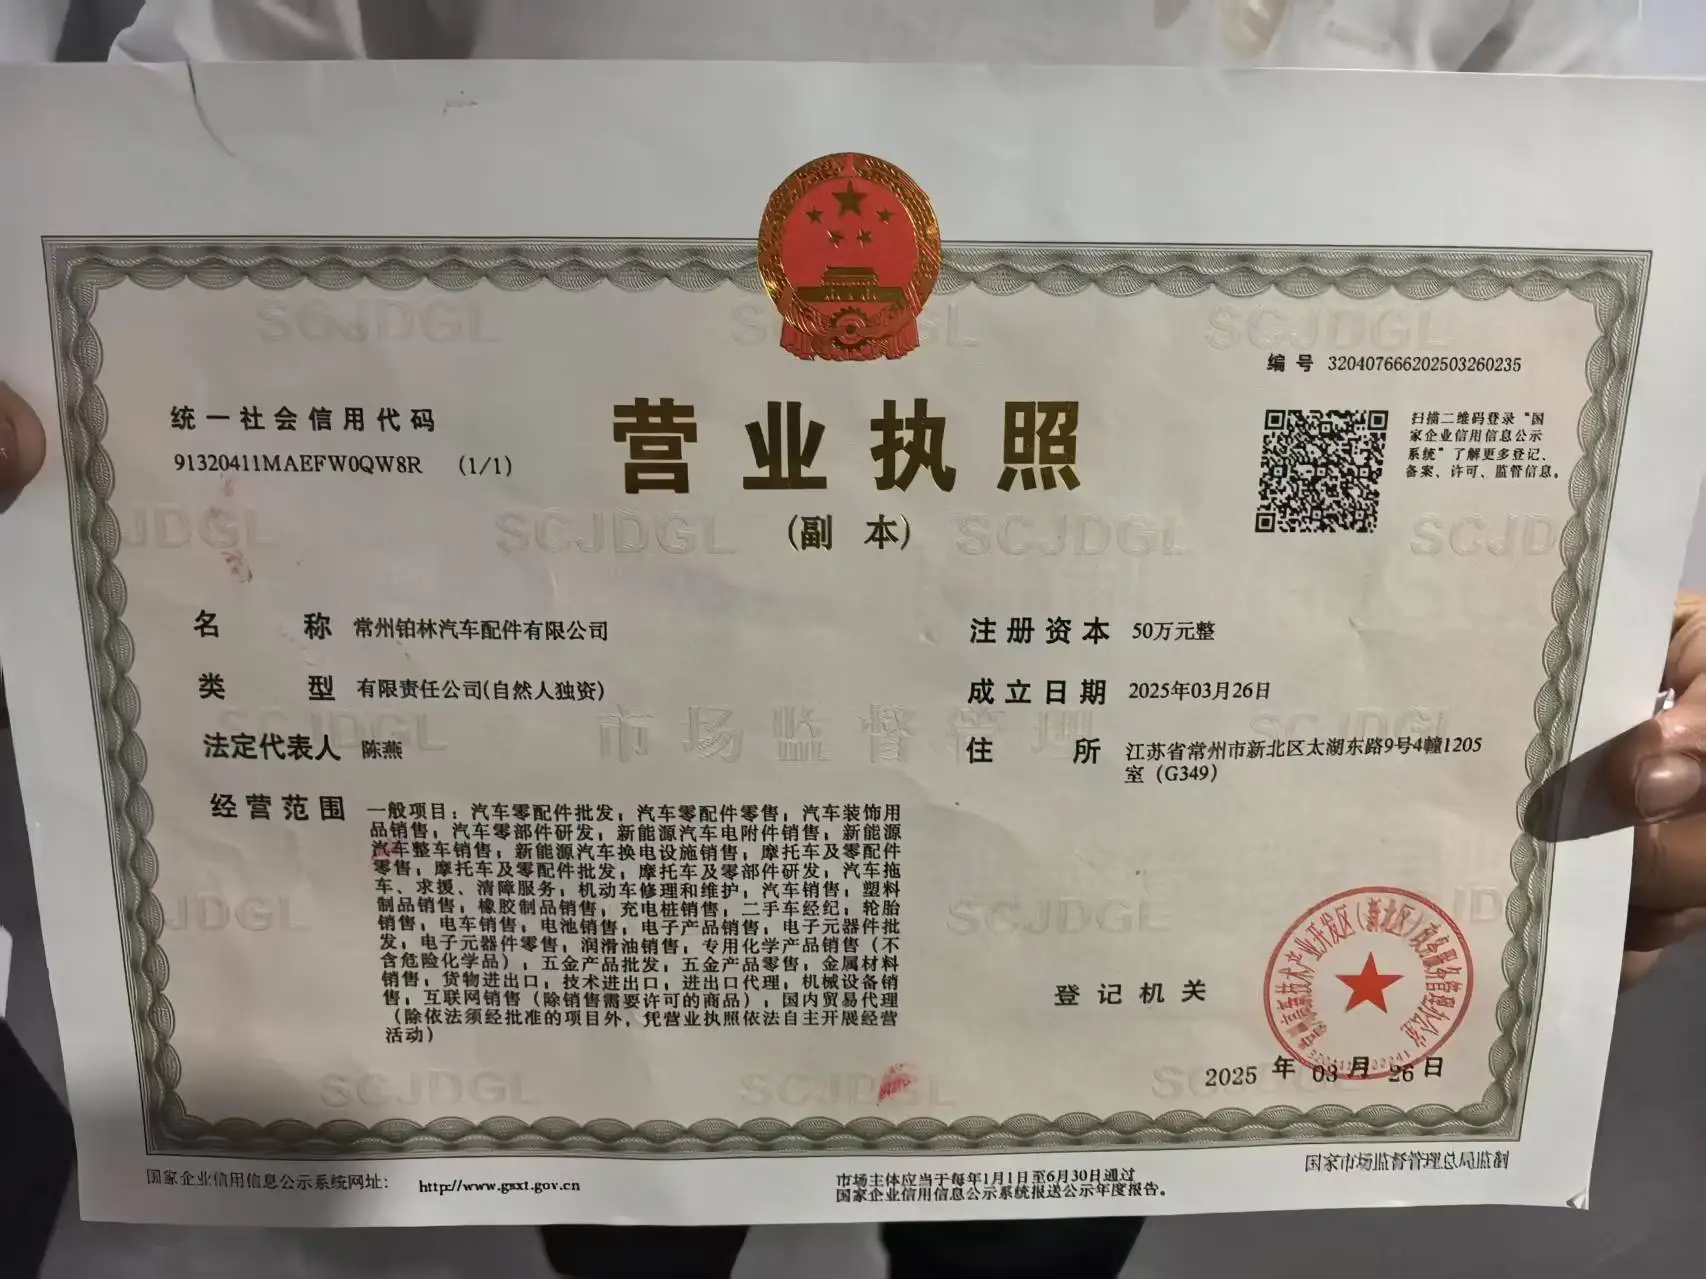 编号 320407666202503260235
统一社会信用代码
91320411MAEFW0QW8R (1/1)
营业执照
(副本)
扫描二维码登录“国
家企业信用信息公示
系统”了解更多登记、
备案、许可、监管信息。
名称 常州铂林汽车配件有限公司
注册资本 50万元整
类型 有限责任公司(自然人独资)
成立日期 2025年03月26日
法定代表人 陈燕
住所 江苏省常州市新北区太湖东路9号4幢1205
室（G349）
经营范围 一般项目：汽车零配件批发；汽车零配件零售；汽车装饰用
品销售；汽车零部件研发；新能源汽车电附件销售；新能源
汽车整车销售；新能源汽车换电设施销售；摩托车及零配件
零售；摩托车及零配件批发；摩托车及零部件研发；汽车拖
车、求援、清障服务；机动车修理和维护；汽车销售；塑料
制品销售；橡胶制品销售；充电桩销售；二手车经纪；轮胎
销售；电车销售；电池销售；电子产品销售；电子元器件批
发；电子元器件零售；润滑油销售；专用化学产品销售（不
含危险化学品）；五金产品批发；五金产品零售；金属材料
销售；货物进出口；技术进出口；进出口代理；机械设备销
售；互联网销售（除销售需要许可的商品）；国内贸易代理
（除依法须经批准的项目外，凭营业执照依法自主开展经营
活动）
市场监督管理
SCJDGL
登记机关
2025年03月26日
国家企业信用信息公示系统网址： http://www.gsxt.gov.cn
市场主体应当于每年1月1日至6月30日通过
国家企业信用信息公示系统报送公示年度报告。
国家市场监督管理总局监制